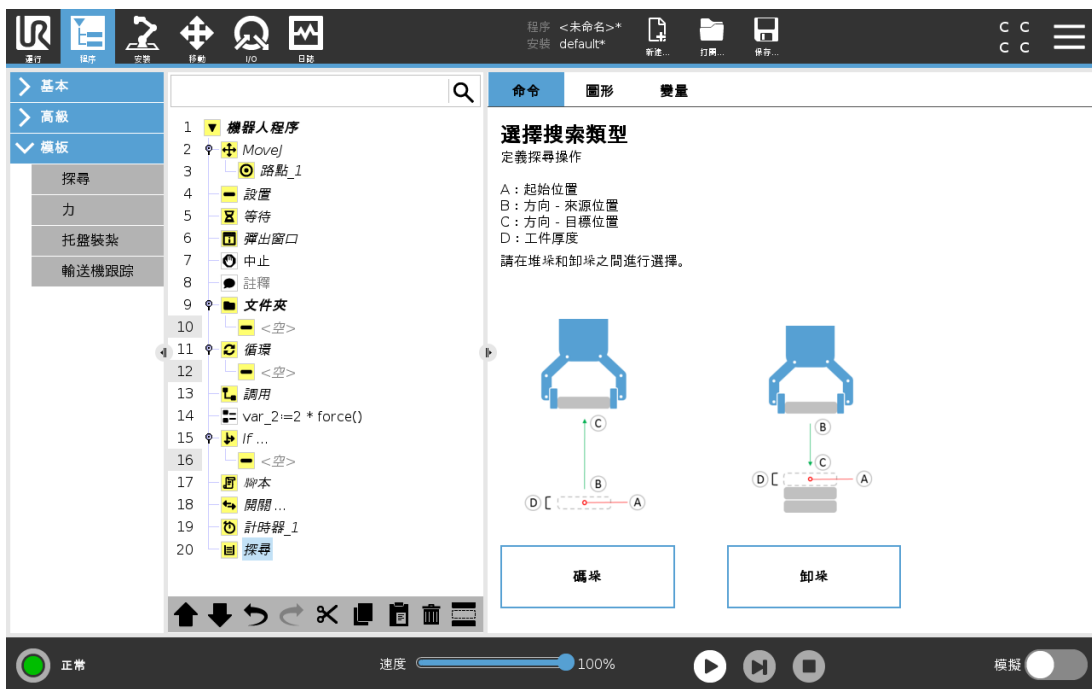 UR
運行
程序
安裝
移動
I/O
日誌
程序 <未命名>*
安裝 default*
新建...
打開...
保存...
C C
C C
基本
高級
模板
探尋
力
托盤裝紮
輸送機跟踪
1 機器人程序
2 MoveJ
3 路點_1
4 設置
5 等待
6 彈出窗口
7 中止
8 註釋
9 文件夾
10 <空>
11 循環
12 <空>
13 調用
14 var_2:=2 * force()
15 If ...
16 <空>
17 腳本
18 開關 ...
19 計時器_1
20 探尋
命令
圖形
變量
選擇搜索類型
定義探尋操作
A：起始位置
B：方向 - 來源位置
C：方向 - 目標位置
D：工件厚度
請在堆垛和卸垛之間進行選擇。
C
B
D
A
B
C
D
A
碼垛
卸垛
正常
速度
100%
模擬